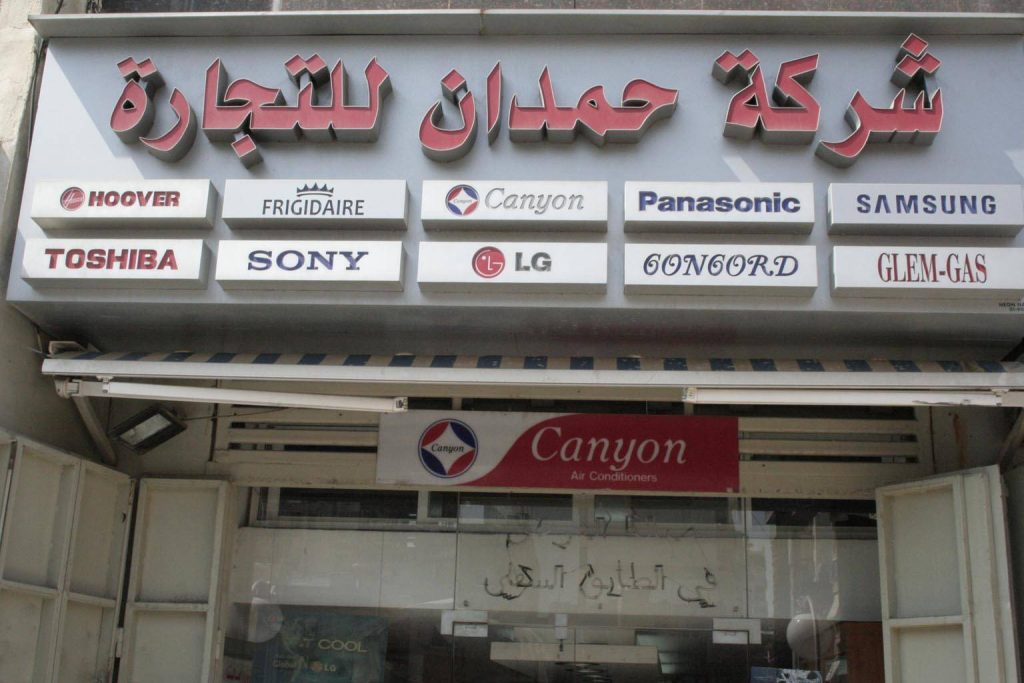 شركة حمدان للتجارة
HOOVER FRIGIDAIRE Canyon Panasonic SAMSUNG
TOSHIBA SONY LG CONCORD GLEM-GAS
Canyon Canyon
Air Conditioners
في الطابق السفلي
COOL
LG